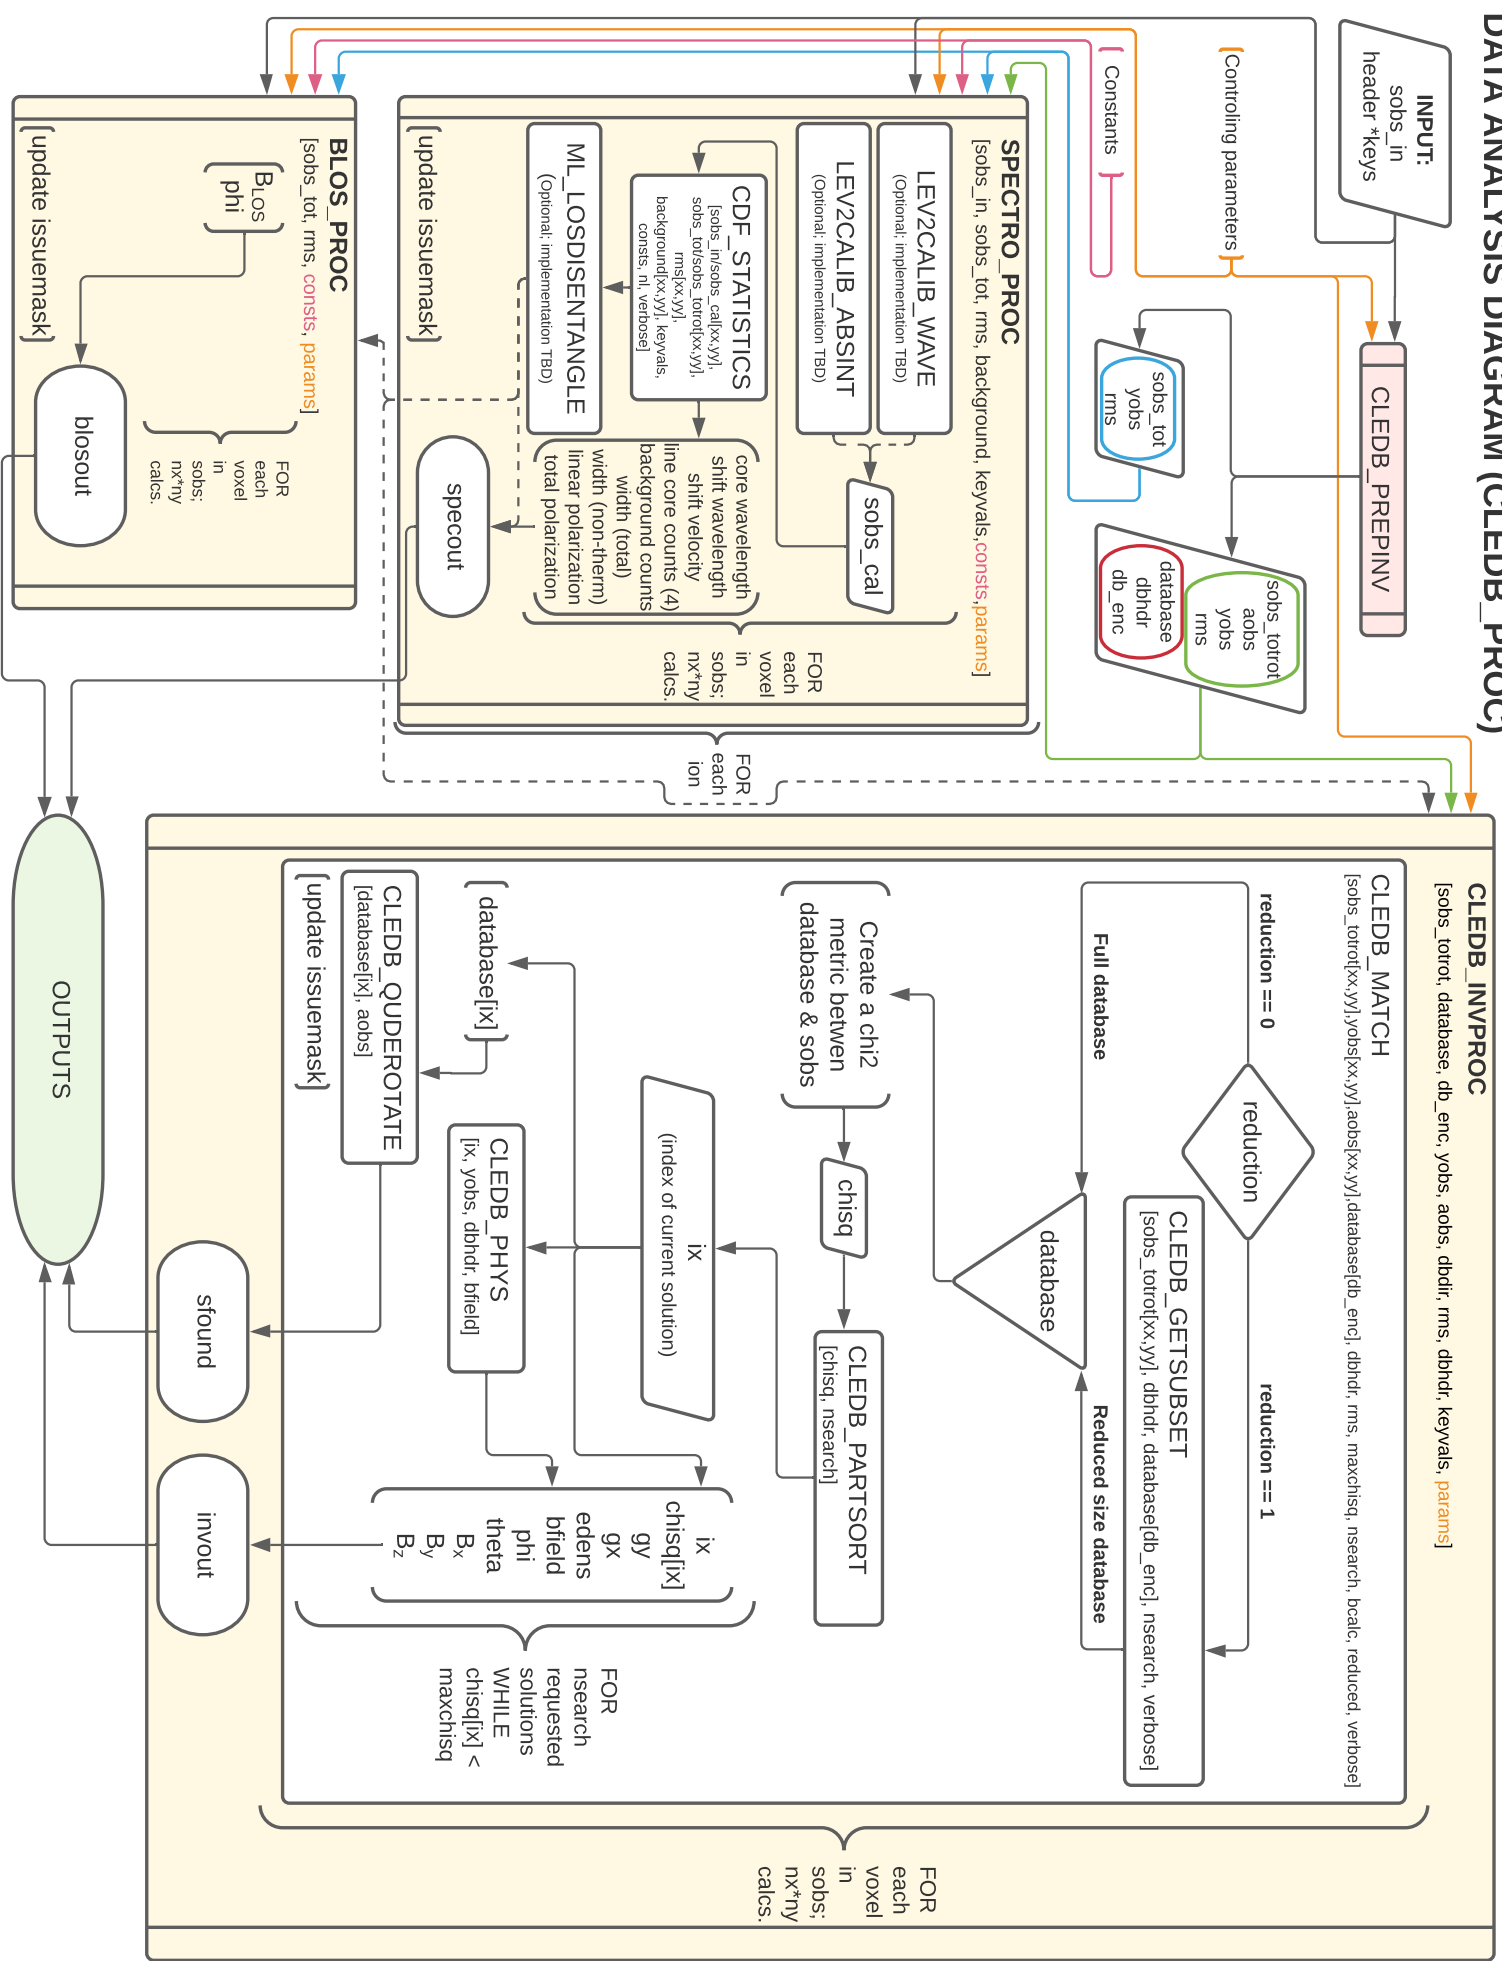 DATA ANALYSIS DIAGRAM (CLEDB_PROC)
INPUT:
sobs_in
header *keys
[Controling parameters]
[Constants]
CLEDB_PREPINV
sobs_tot
yobs
rms
sobs_totrot
aobs
yobs
rms
database
dbhdr
db_enc
SPECTRO_PROC
[sobs_in, sobs_tot, rms, background, keyvals,consts,params]
LEV2CALIB_WAVE
(Optional; implementation TBD)
LEV2CALIB_ABSINT
(Optional; implementation TBD)
sobs_cal
CDF_STATISTICS
[sobs_in/sobs_cal[xx,yy],
sobs_tot/sobs_totrot[xx,yy],
rms[xx,yy],
background[xx,yy], keyvals,
consts, nl, verbose]
ML_LOSDISENTANGLE
(Optional; implementation TBD)
core wavelength
shift wavelength
shift velocity
line core counts (4)
background counts
width (total)
width (non-therm)
linear polarization
total polarization
specout
[update issuemask]
FOR
each
voxel
in
sobs;
nx*ny
calcs.
FOR
each
ion
BLOS_PROC
[sobs_tot, rms, consts, params]
BLOS
phi
[update issuemask]
blosout
FOR
each
voxel
in
sobs;
nx*ny
calcs.
CLEDB_INVPROC
[sobs_totrot, database, db_enc, yobs, aobs, dbdir, rms, dbhdr, keyvals, params]
CLEDB_MATCH
[sobs_totrot[xx,yy],yobs[xx,yy],aobs[xx,yy],database[db_enc], dbhdr, rms, maxchisq, nsearch, bcalc, reduced, verbose]
reduction == 0
reduction
reduction == 1
CLEDB_GETSUBSET
[sobs_totrot[xx,yy], dbhdr, database[db_enc], nsearch, verbose]
Full database
Reduced size database
database
Create a chi2
metric betwen
database & sobs
chisq
CLEDB_PARTSORT
[chisq, nsearch]
ix
(index of current solution)
database[ix]
CLEDB_PHYS
[ix, yobs, dbhdr, bfield]
CLEDB_QUDEROTATE
[database[ix], aobs]
[update issuemask]
ix
chisq[ix]
gy
gx
edens
bfield
phi
theta
Bx
By
Bz
FOR
nsearch
requested
solutions
WHILE
chisq[ix] <
maxchisq
FOR
each
voxel
in
sobs;
nx*ny
calcs.
sfound
invout
OUTPUTS